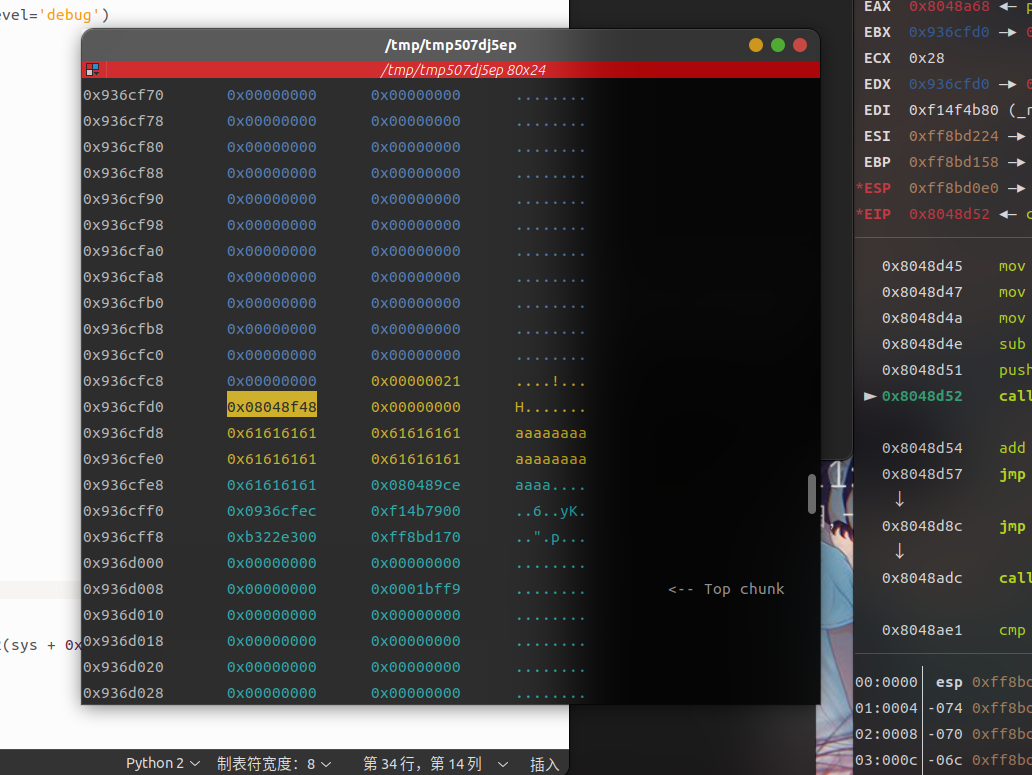 evel='debug')
/tmp/tmp507dj5ep
/tmp/tmp507dj5ep 80x24
0x936cf70 0x00000000 0x00000000 ........
0x936cf78 0x00000000 0x00000000 ........
0x936cf80 0x00000000 0x00000000 ........
0x936cf88 0x00000000 0x00000000 ........
0x936cf90 0x00000000 0x00000000 ........
0x936cf98 0x00000000 0x00000000 ........
0x936cfa0 0x00000000 0x00000000 ........
0x936cfa8 0x00000000 0x00000000 ........
0x936cfb0 0x00000000 0x00000000 ........
0x936cfb8 0x00000000 0x00000000 ........
0x936cfc0 0x00000000 0x00000000 ........
0x936cfc8 0x00000000 0x00000021 ....!...
0x936cfd0 0x08048f48 0x00000000 H.......
0x936cfd8 0x61616161 0x61616161 aaaaaaaa
0x936cfe0 0x61616161 0x61616161 aaaaaaaa
0x936cfe8 0x61616161 0x080489ce aaaa....
0x936cff0 0x0936cfec 0xf14b7900 ..6..yK.
0x936cff8 0xb322e300 0xff8bd170 ..".p...
0x936d000 0x00000000 0x00000000 ........
0x936d008 0x00000000 0x0001bff9 ........ <-- Top chunk
0x936d010 0x00000000 0x00000000 ........
0x936d018 0x00000000 0x00000000 ........
0x936d020 0x00000000 0x00000000 ........
0x936d028 0x00000000 0x00000000 ........
(sys + 0x
Python 2 制表符宽度：8 第 34 行，第 14 列 插入
EAX 0x8048a68 ◂—
EBX 0x936cfd0 —▸ 0
ECX 0x28
EDX 0x936cfd0 —▸ 0
EDI 0xf14f4b80 (_r
ESI 0xff8bd224 —▸
EBP 0xff8bd158 —▸
*ESP 0xff8bd0e0 —▸
*EIP 0x8048d52 ◂— c
0x8048d45 mov
0x8048d47 mov
0x8048d4a mov
0x8048d4e sub
0x8048d51 push
► 0x8048d52 call
0x8048d54 add
0x8048d57 jmp
↓
0x8048d8c jmp
↓
0x8048adc call
0x8048ae1 cmp
00:0000 esp 0xff8bd
01:0004 -074 0xff8bd
02:0008 -070 0xff8bd
03:000c -06c 0xff8bd